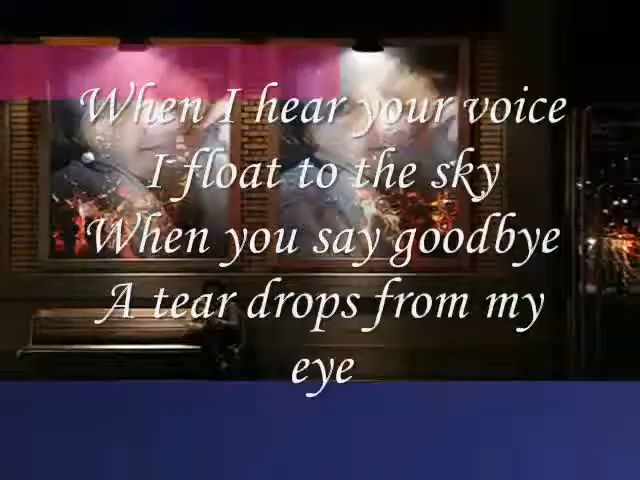 When I hear your voice
I float to the sky
When you say goodbye
A tear drops from my
eye